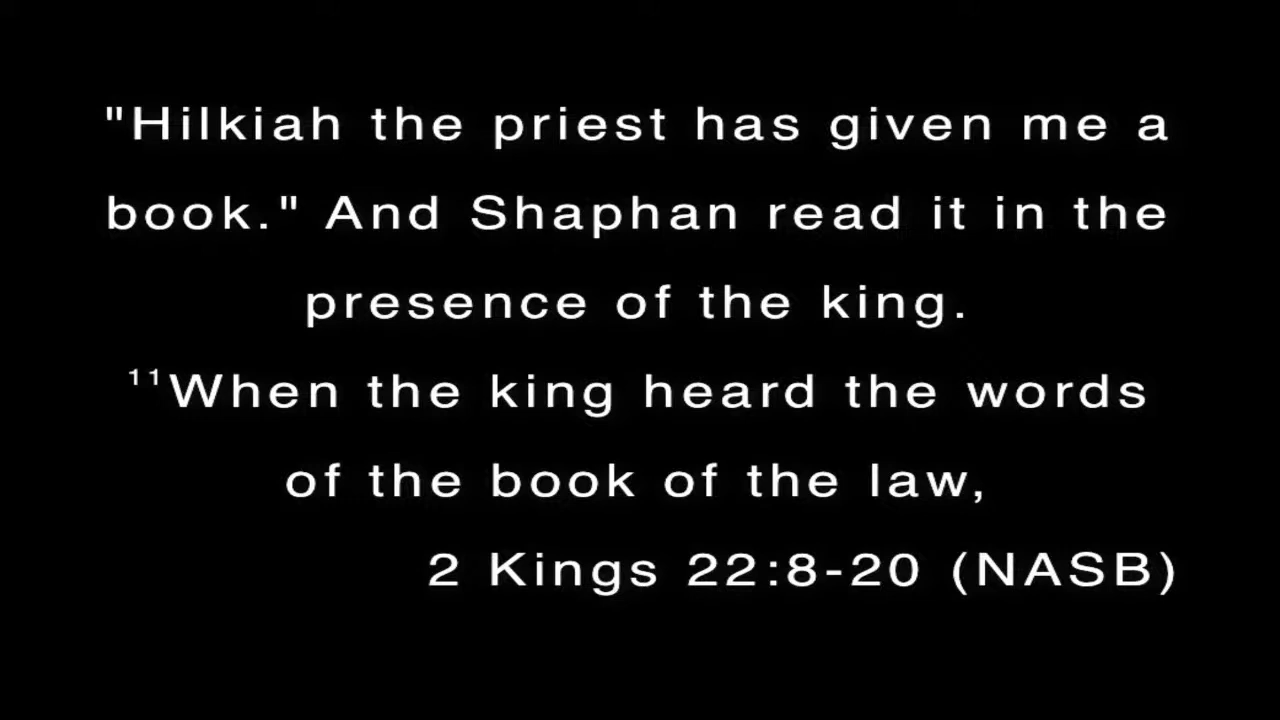 "Hilkiah the priest has given me a
book." And Shaphan read it in the
presence of the king.
¹¹When the king heard the words
of the book of the law,
2 Kings 22:8-20 (NASB)